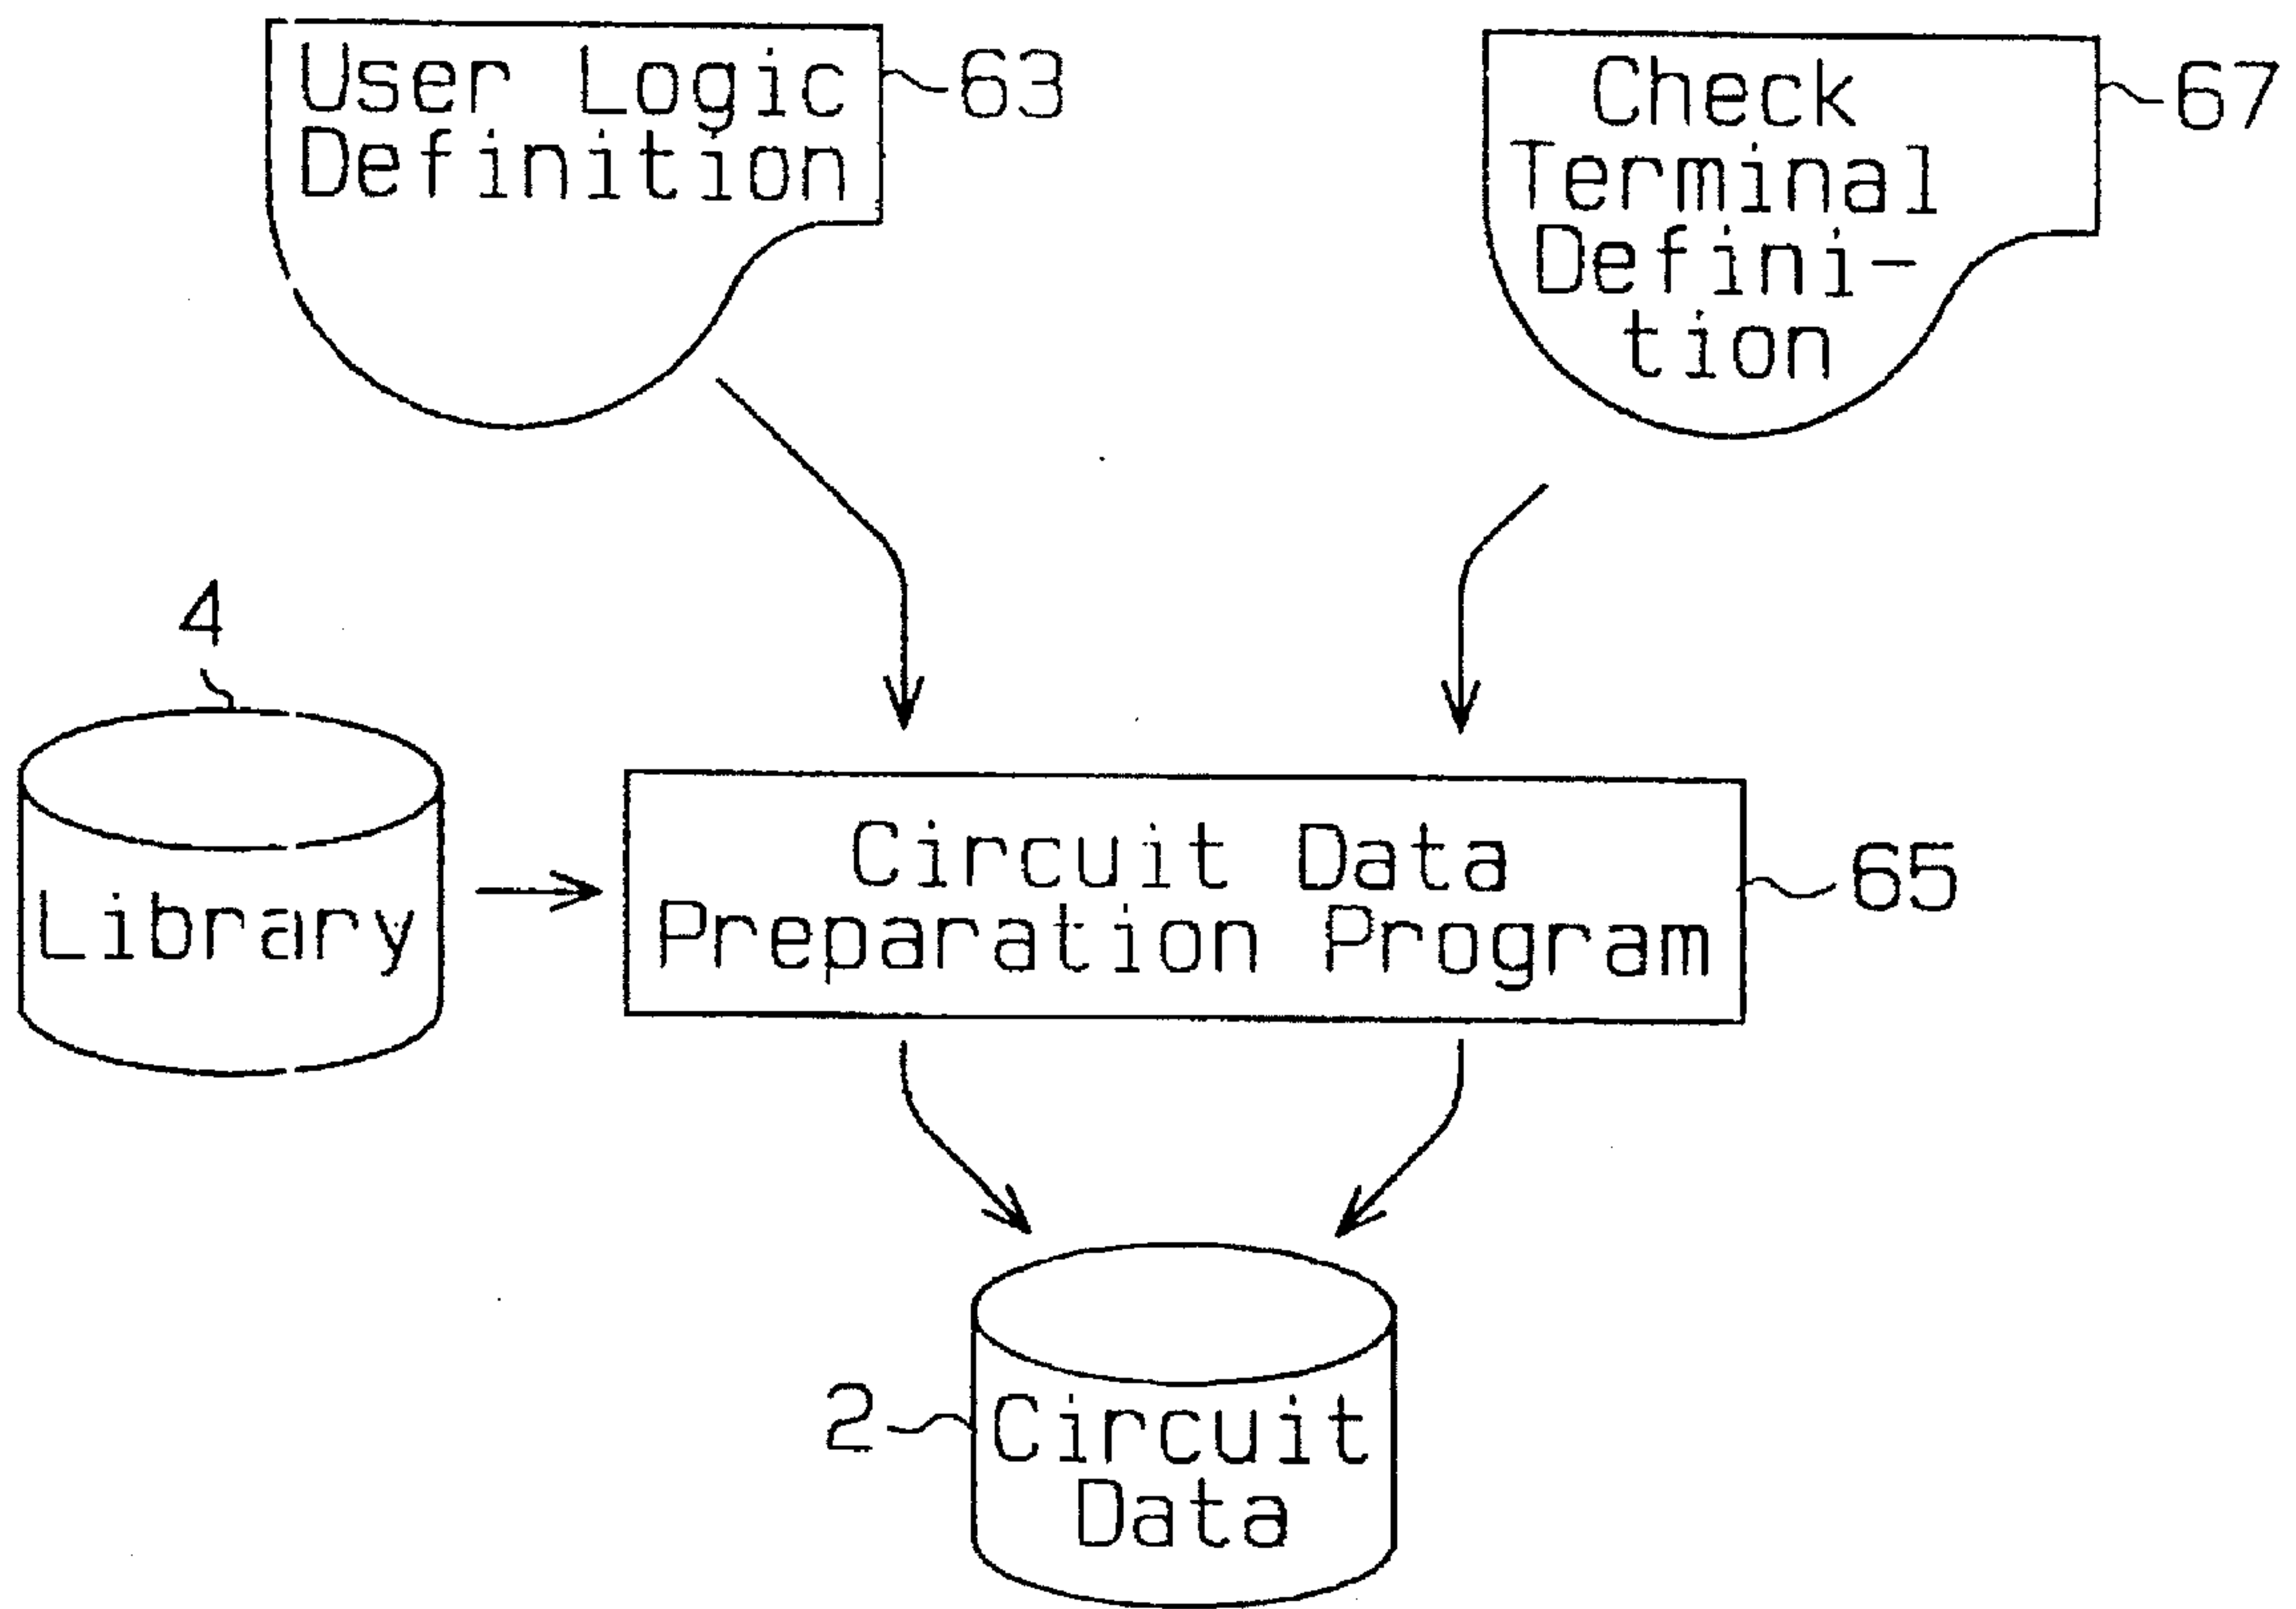 User Logic
Definition
63
Check
Terminal
Defini-
tion
67
4
Library
Circuit Data
Preparation Program
65
2
Circuit
Data